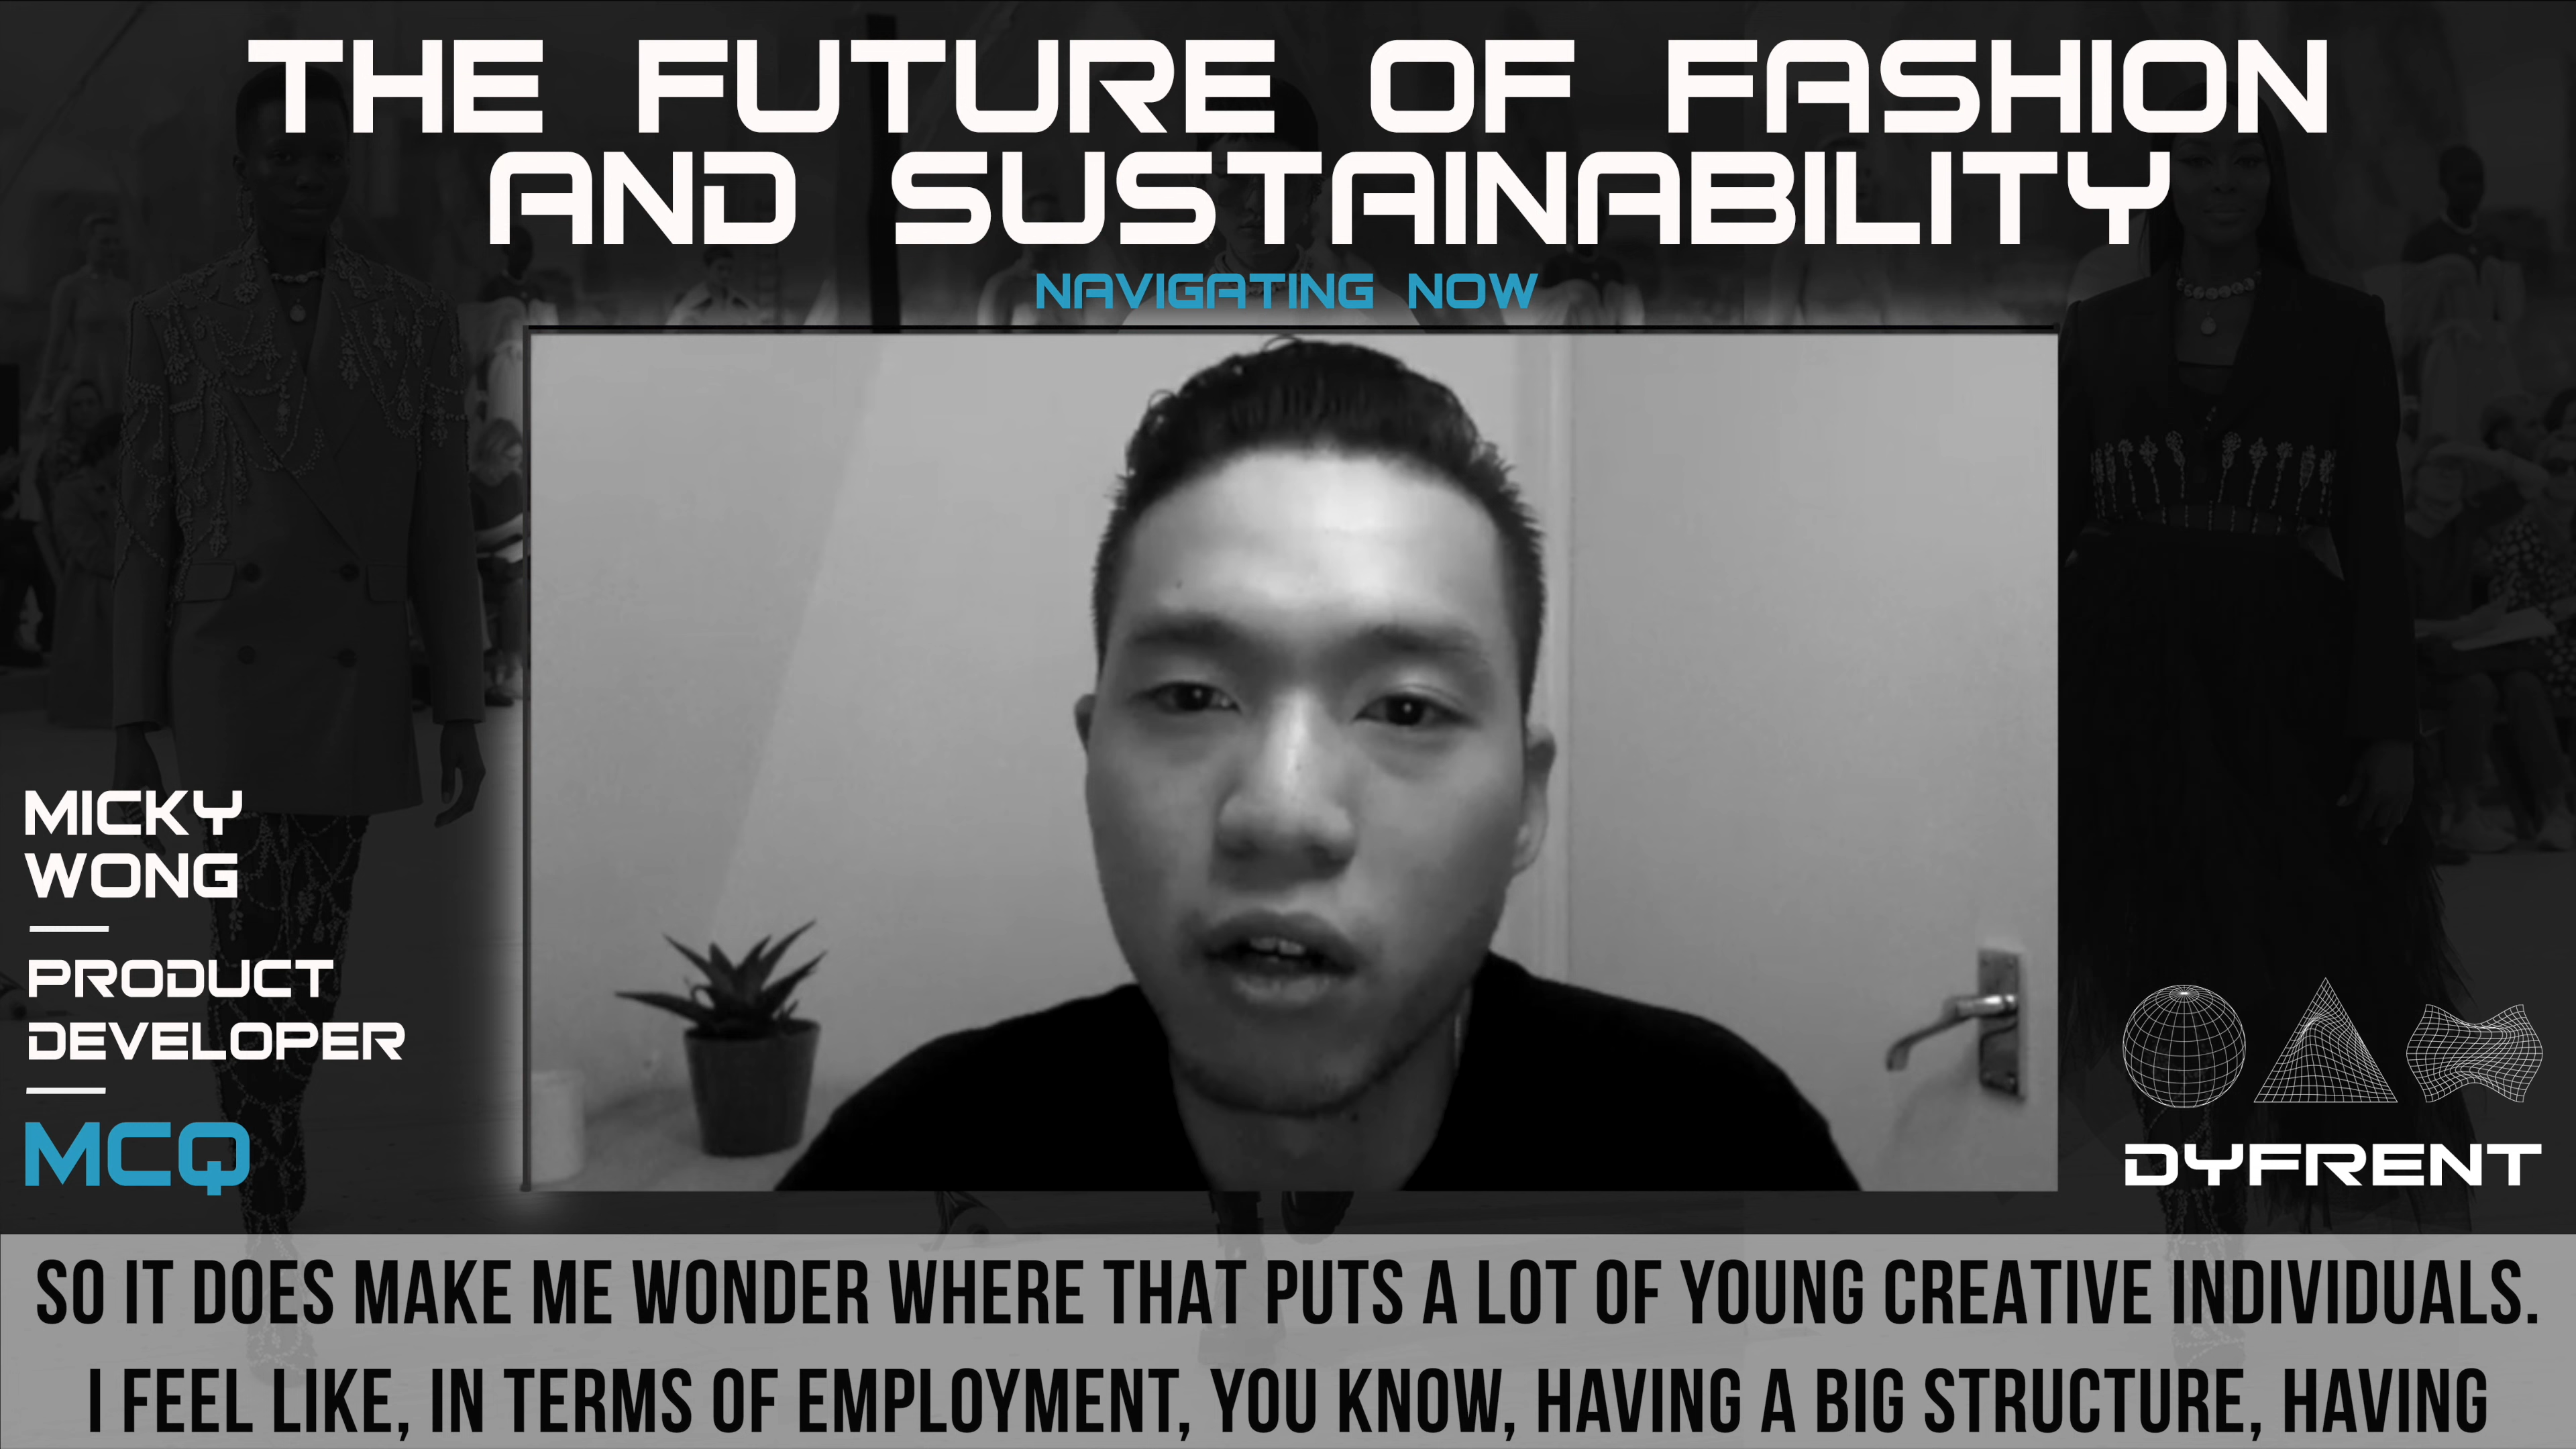 THE FUTURE OF FASHION
AND SUSTAINABILITY
NAVIGATING NOW
MICKY
WONG
PRODUCT
DEVELOPER
MCQ
DYFRENT
SO IT DOES MAKE ME WONDER WHERE THAT PUTS A LOT OF YOUNG CREATIVE INDIVIDUALS.
I FEEL LIKE, IN TERMS OF EMPLOYMENT, YOU KNOW, HAVING A BIG STRUCTURE, HAVING